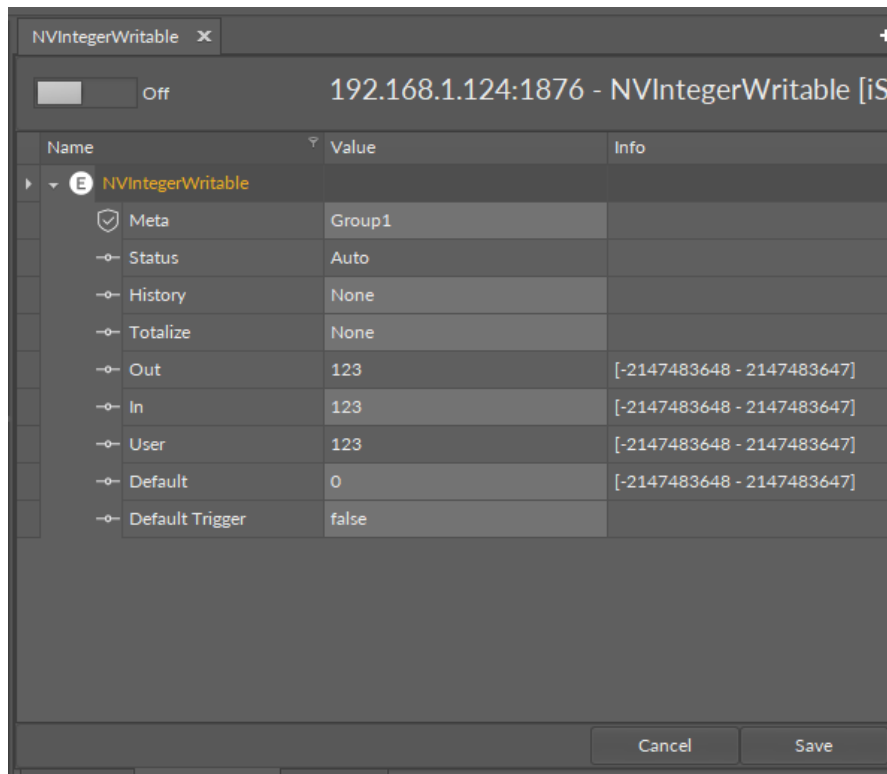 NVIntegerWritable
Off
192.168.1.124:1876 - NVIntegerWritable [iS
Name Value Info
E NVIntegerWritable
Meta Group1
Status Auto
History None
Totalize None
Out 123 [-2147483648 - 2147483647]
In 123 [-2147483648 - 2147483647]
User 123 [-2147483648 - 2147483647]
Default 0 [-2147483648 - 2147483647]
Default Trigger false
Cancel Save